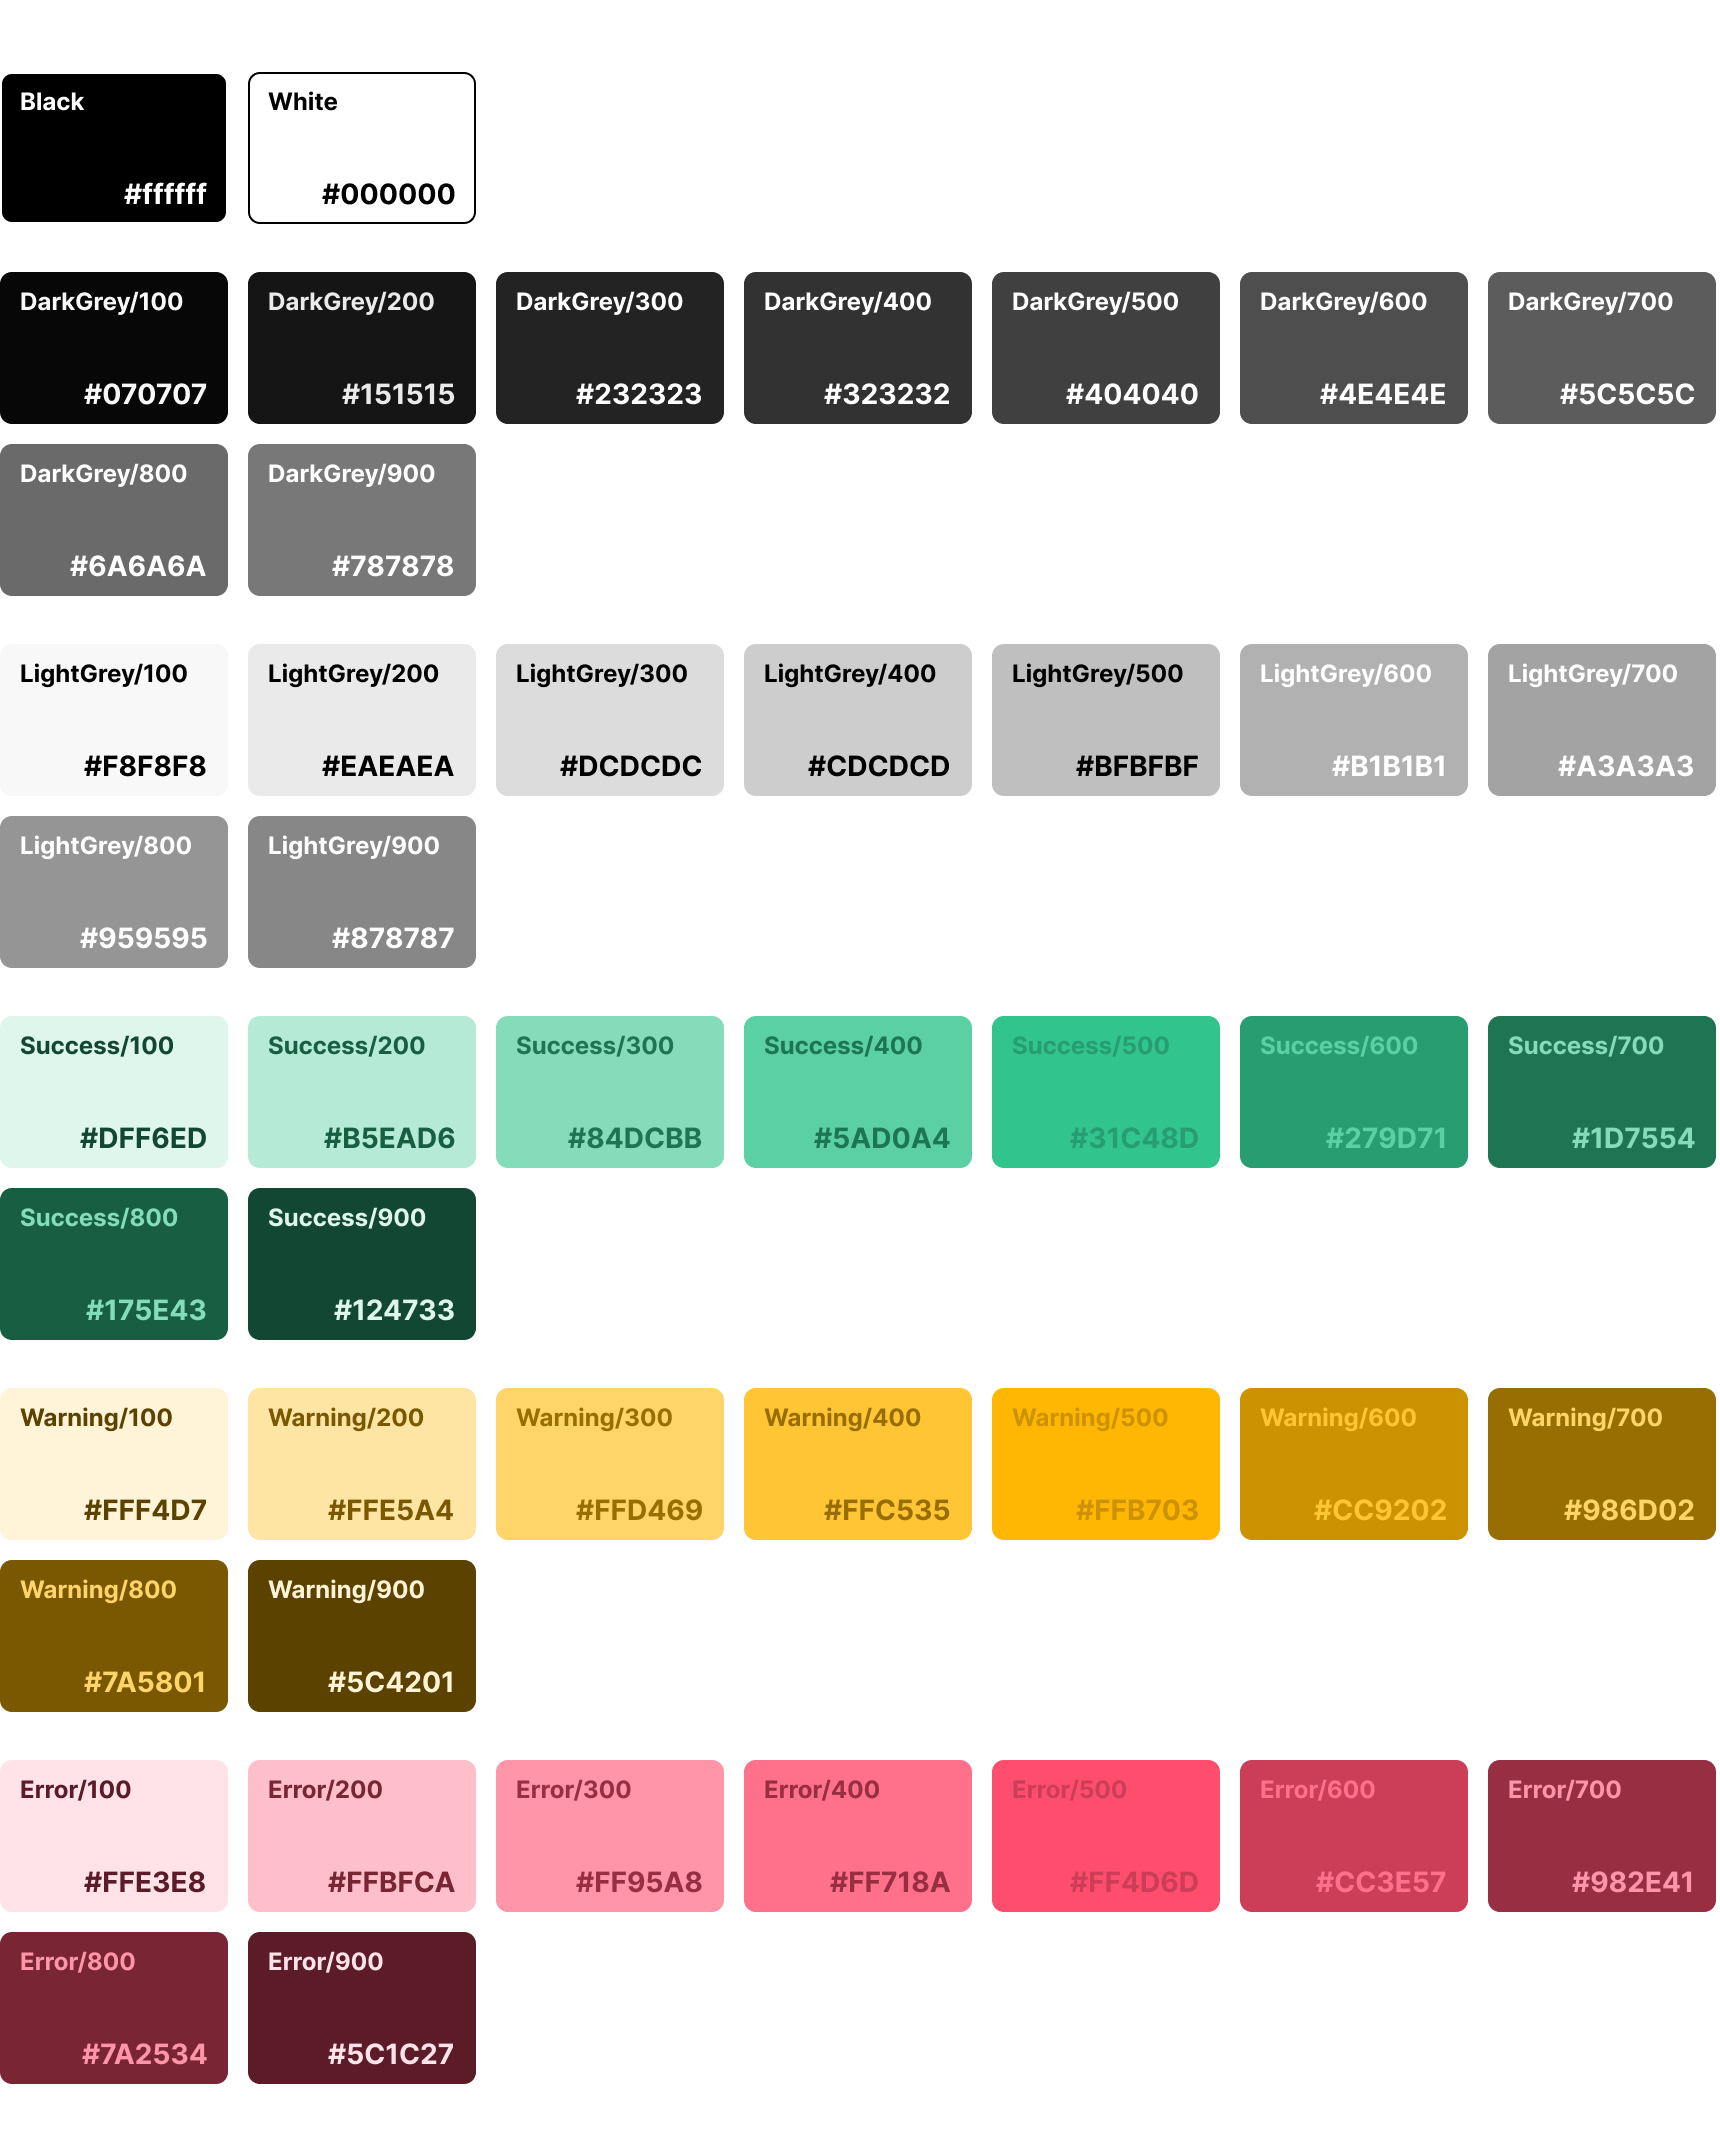 Black
#ffffff
White
#000000
DarkGrey/100
#070707
DarkGrey/200
#151515
DarkGrey/300
#232323
DarkGrey/400
#323232
DarkGrey/500
#404040
DarkGrey/600
#4E4E4E
DarkGrey/700
#5C5C5C
DarkGrey/800
#6A6A6A
DarkGrey/900
#787878
LightGrey/100
#F8F8F8
LightGrey/200
#EAEAEA
LightGrey/300
#DCDCDC
LightGrey/400
#CDCDCD
LightGrey/500
#BFBFBF
LightGrey/600
#B1B1B1
LightGrey/700
#A3A3A3
LightGrey/800
#959595
LightGrey/900
#878787
Success/100
#DFF6ED
Success/200
#B5EAD6
Success/300
#84DCBB
Success/400
#5AD0A4
Success/500
#31C48D
Success/600
#279D71
Success/700
#1D7554
Success/800
#175E43
Success/900
#124733
Warning/100
#FFF4D7
Warning/200
#FFE5A4
Warning/300
#FFD469
Warning/400
#FFC535
Warning/500
#FFB703
Warning/600
#CC9202
Warning/700
#986D02
Warning/800
#7A5801
Warning/900
#5C4201
Error/100
#FFE3E8
Error/200
#FFBFCA
Error/300
#FF95A8
Error/400
#FF718A
Error/500
#FF4D6D
Error/600
#CC3E57
Error/700
#982E41
Error/800
#7A2534
Error/900
#5C1C27